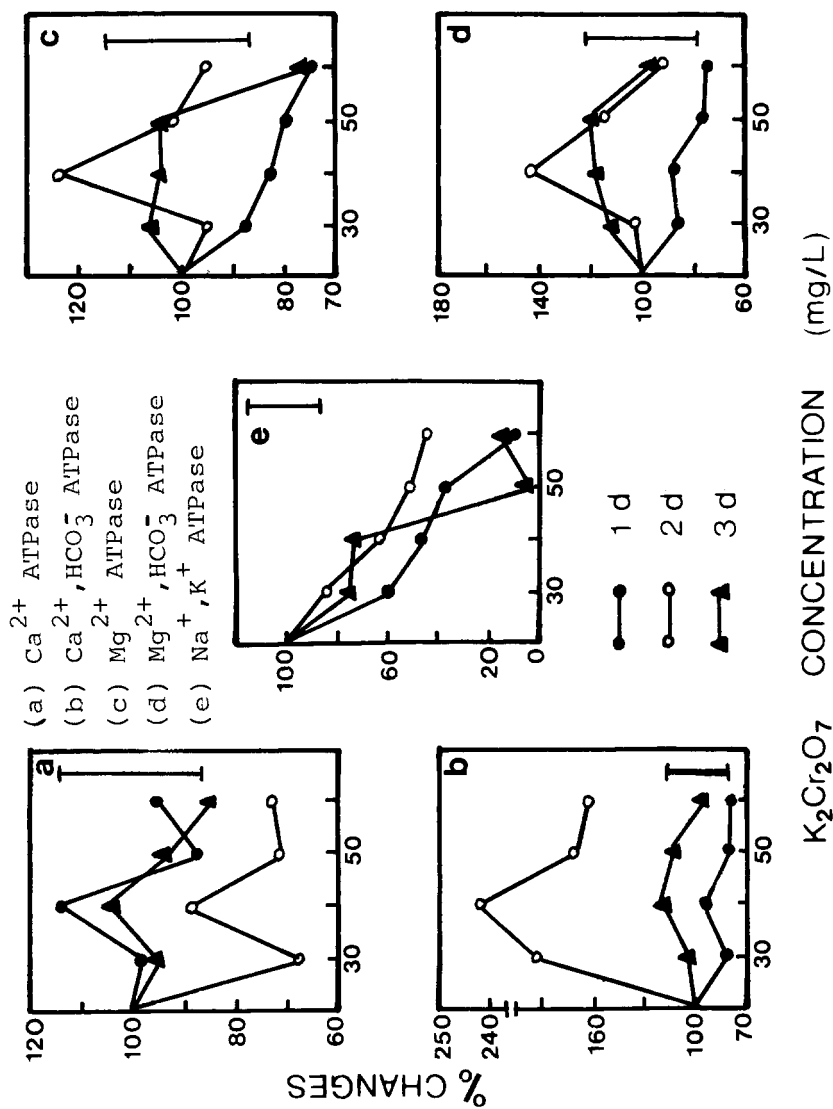 (a) Ca²⁺ ATPase
(b) Ca²⁺,HCO₃⁻ ATPase
(c) Mg²⁺ ATPase
(d) Mg²⁺,HCO₃⁻ ATPase
(e) Na⁺,K⁺ ATPase
a
120
100
80
60
30
50
c
120
100
80
70
30
50
e
100
60
20
0
30
50
b
250
240
160
100
70
30
50
d
180
140
100
60
30
50
1 d
2 d
3 d
% CHANGES
K₂Cr₂O₇ CONCENTRATION (mg/L)